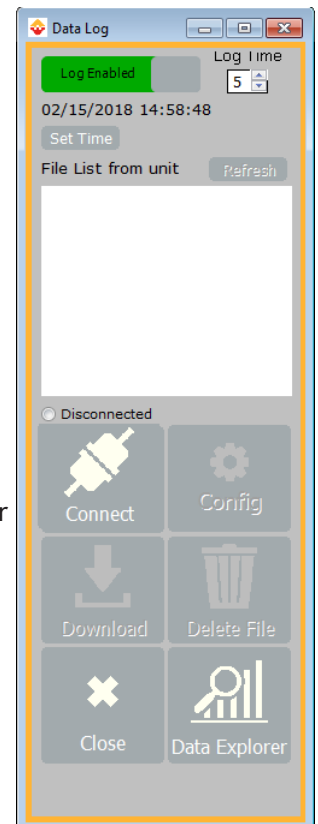 Data Log
Log Enabled
Log Time
5
02/15/2018 14:58:48
Set Time
File List from unit
Refresh
Disconnected
r
Connect
Config
Download
Delete File
Close
Data Explorer